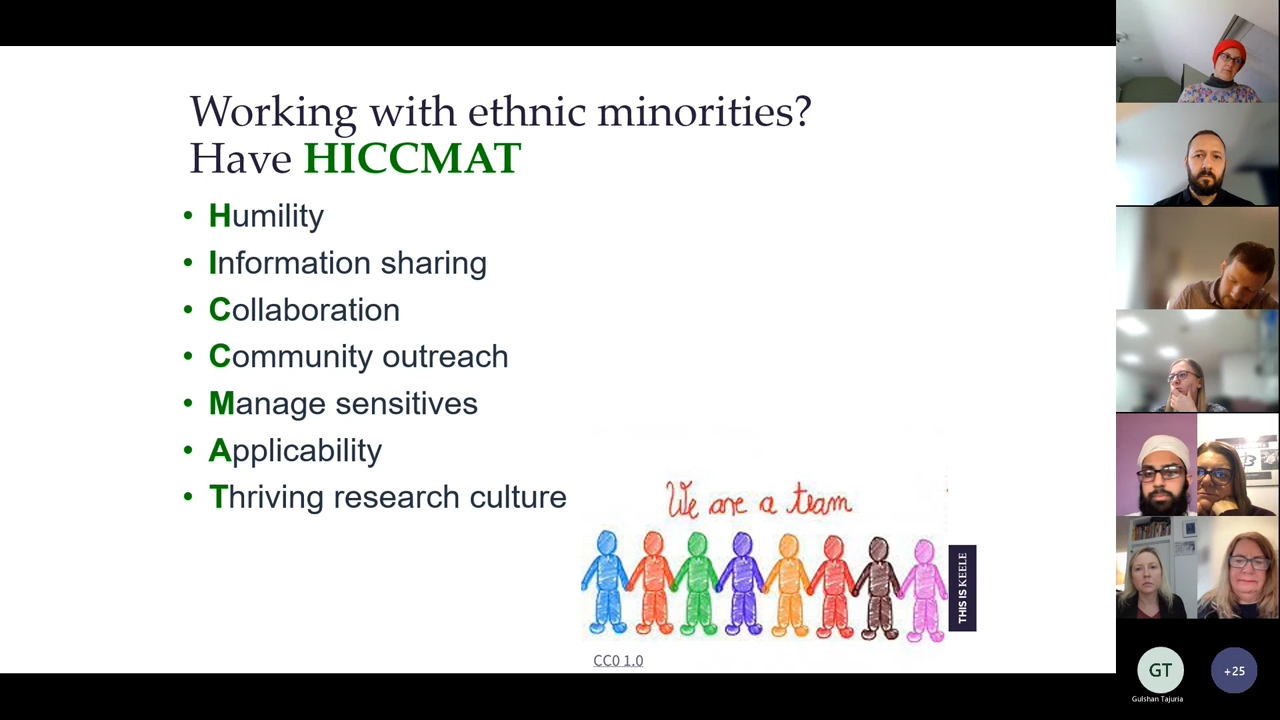 Working with ethnic minorities?
Have HICCMAT
• Humility
• Information sharing
• Collaboration
• Community outreach
• Manage sensitives
• Applicability
• Thriving research culture
We are a team
THIS IS KEELE
CC0 1.0
GT
+25
Gulshan Tajuria